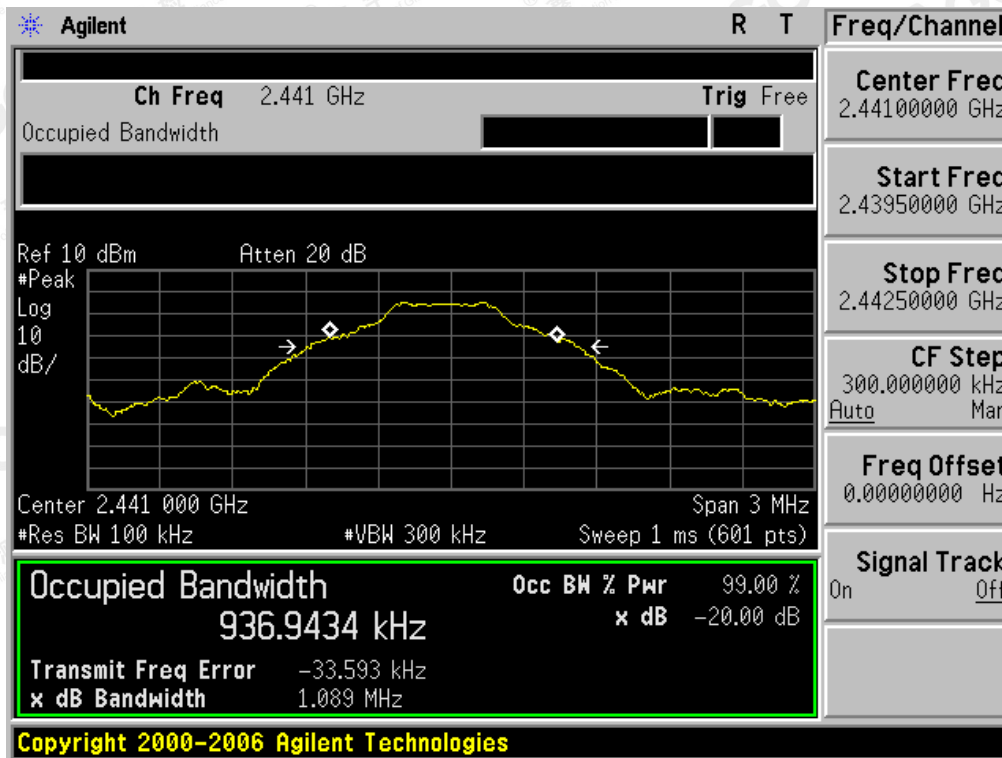 Agilent R T Freq/Channel
Ch Freq 2.441 GHz Trig Free
Occupied Bandwidth
Center Freq
2.44100000 GHz
Start Freq
2.43950000 GHz
Stop Freq
2.44250000 GHz
CF Step
300.000000 kHz
Auto Man
Freq Offset
0.00000000 Hz
Signal Track
On Off
Ref 10 dBm Atten 20 dB
#Peak
Log
10
dB/
Center 2.441 000 GHz Span 3 MHz
#Res BW 100 kHz #VBW 300 kHz Sweep 1 ms (601 pts)
Occupied Bandwidth Occ BW % Pwr 99.00 %
936.9434 kHz x dB -20.00 dB
Transmit Freq Error -33.593 kHz
x dB Bandwidth 1.089 MHz
Copyright 2000-2006 Agilent Technologies